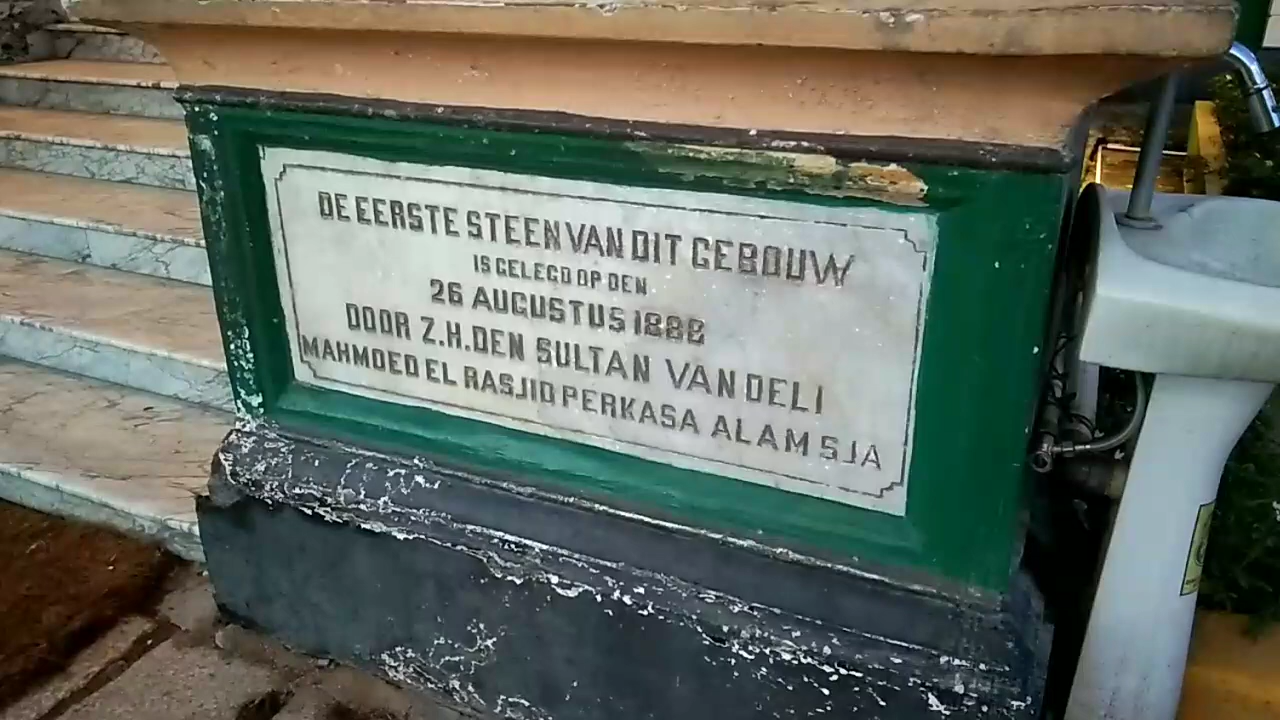 DE EERSTE STEEN VAN DIT GEBOUW
IS GELEGD OP DEN
26 AUGUSTUS 1888
DOOR Z.H. DEN SULTAN VAN DELI
MAHMOED EL RASJID PERKASA ALAM SJA